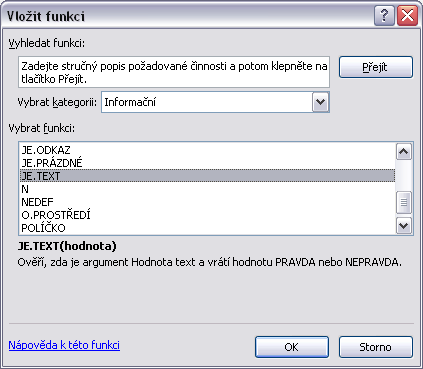 Vložit funkci
Vyhledat funkci:
Zadejte stručný popis požadované činnosti a potom klepněte na
tlačítko Přejít.
Přejít
Vybrat kategorii:
Informační
Vybrat funkci:
JE.ODKAZ
JE.PRÁZDNÉ
JE.TEXT
N
NEDEF
O.PROSTŘEDÍ
POLÍČKO
JE.TEXT(hodnota)
Ověří, zda je argument Hodnota text a vrátí hodnotu PRAVDA nebo NEPRAVDA.
Nápověda k této funkci
OK
Storno